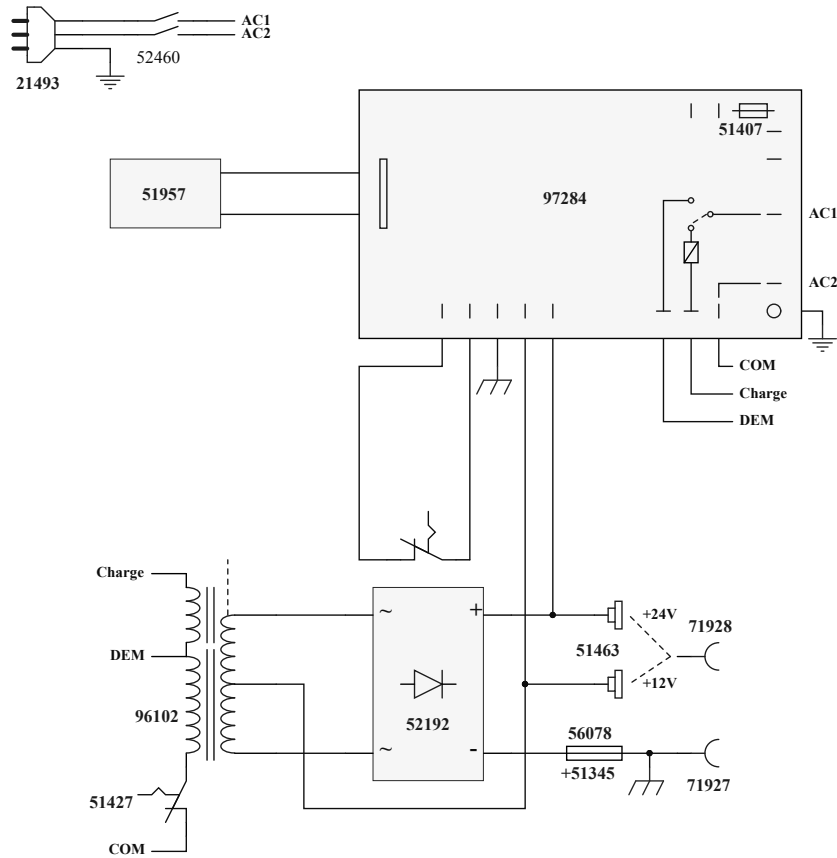 AC1
AC2
52460
21493
51407
51957
97284
AC1
AC2
COM
Charge
DEM
Charge
~
+
+24V
71928
51463
DEM
+12V
96102
52192
56078
~
-
+51345
71927
51427
COM